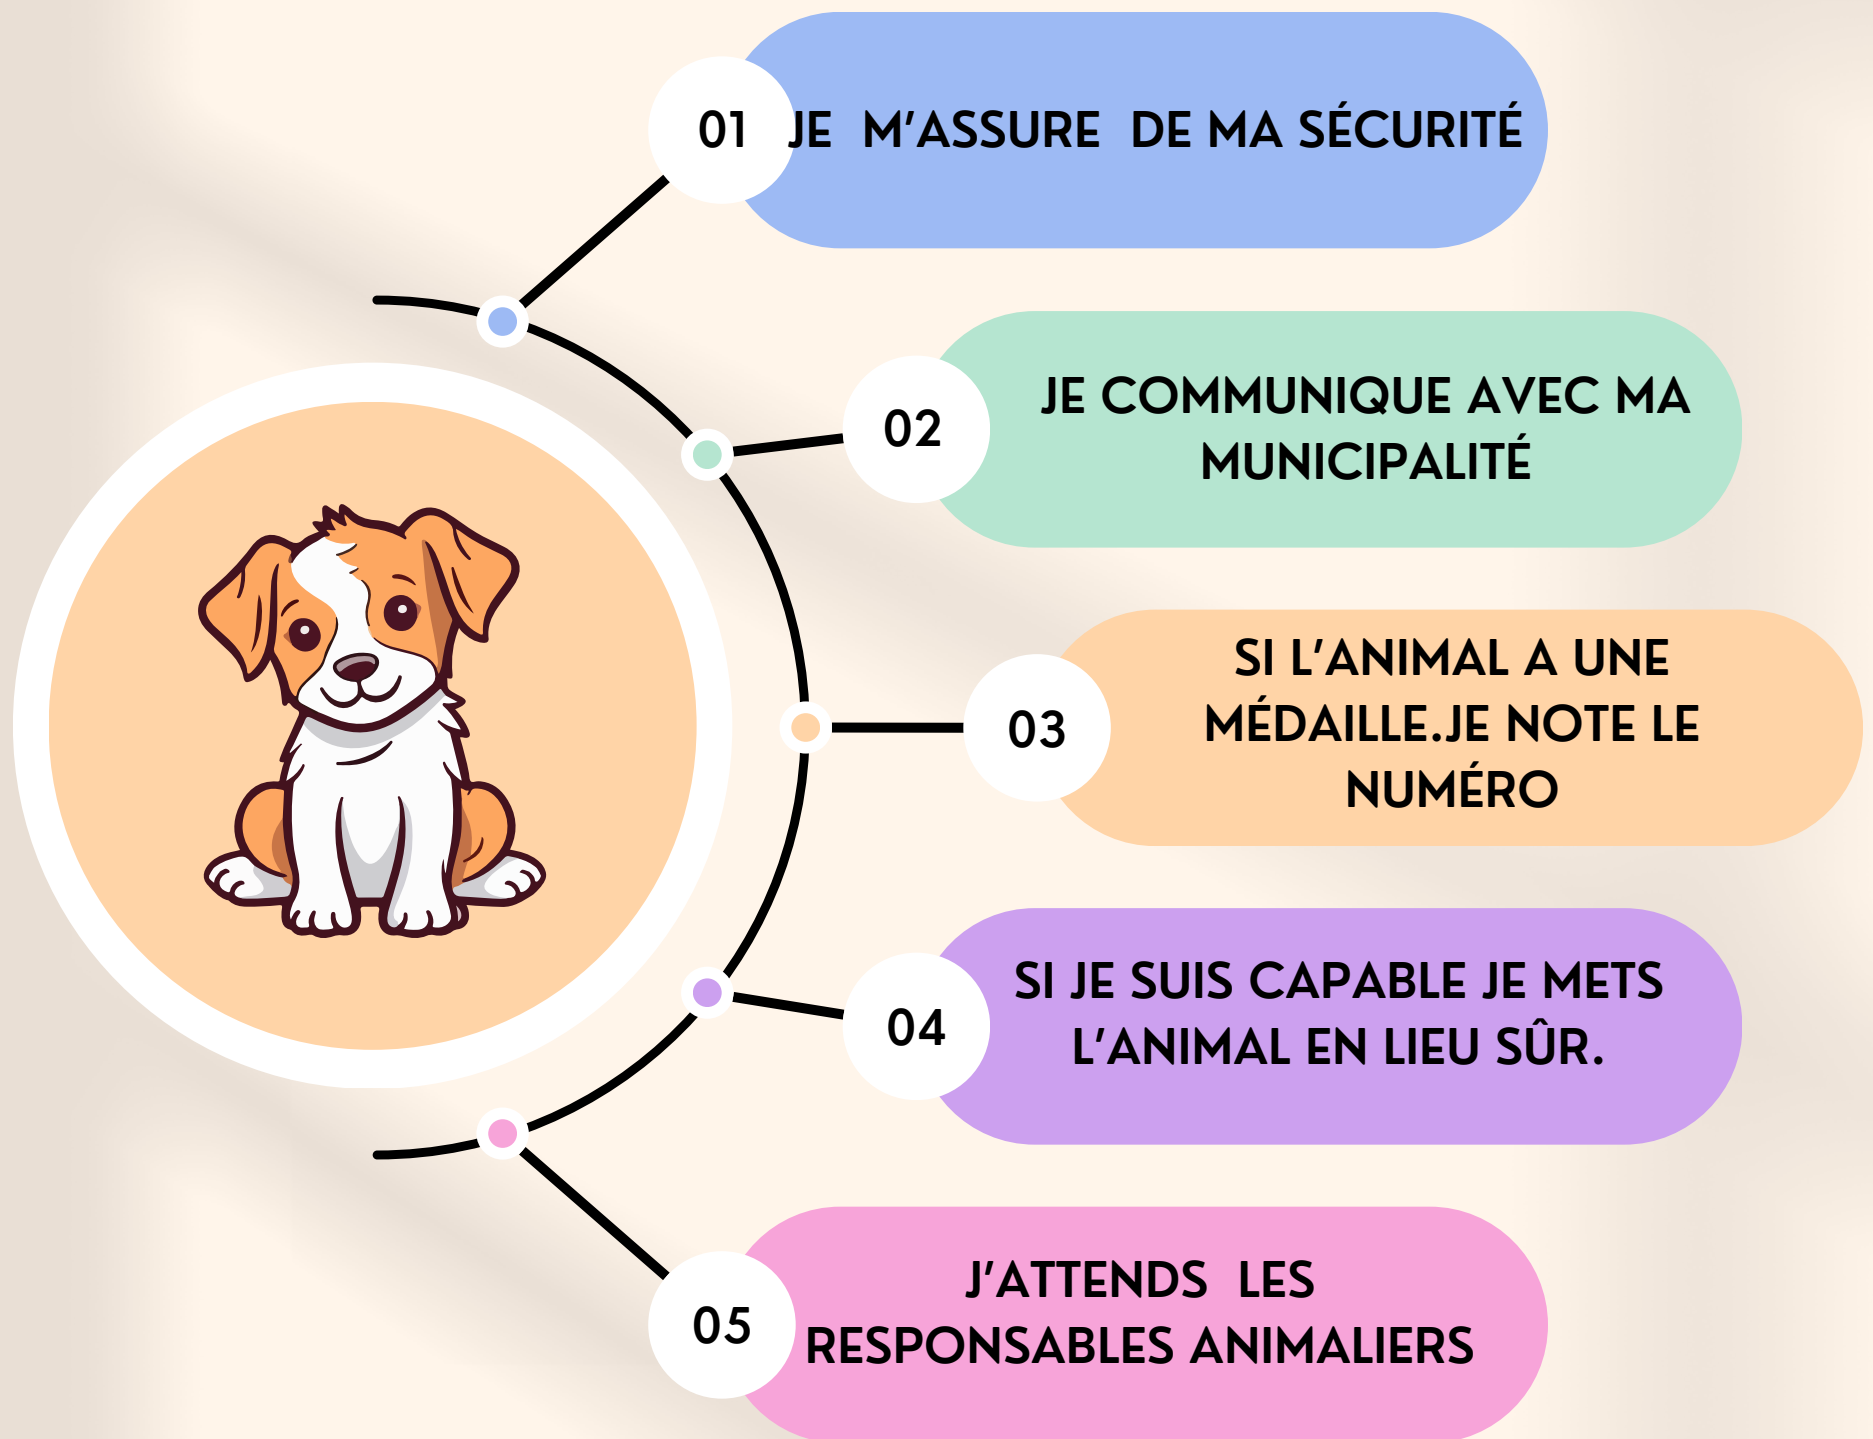 01 JE M'ASSURE DE MA SÉCURITÉ
02
JE COMMUNIQUE AVEC MA
MUNICIPALITÉ
03
SI L'ANIMAL A UNE
MÉDAILLE.JE NOTE LE
NUMÉRO
04
SI JE SUIS CAPABLE JE METS
L'ANIMAL EN LIEU SÛR.
05
J'ATTENDS LES
RESPONSABLES ANIMALIERS